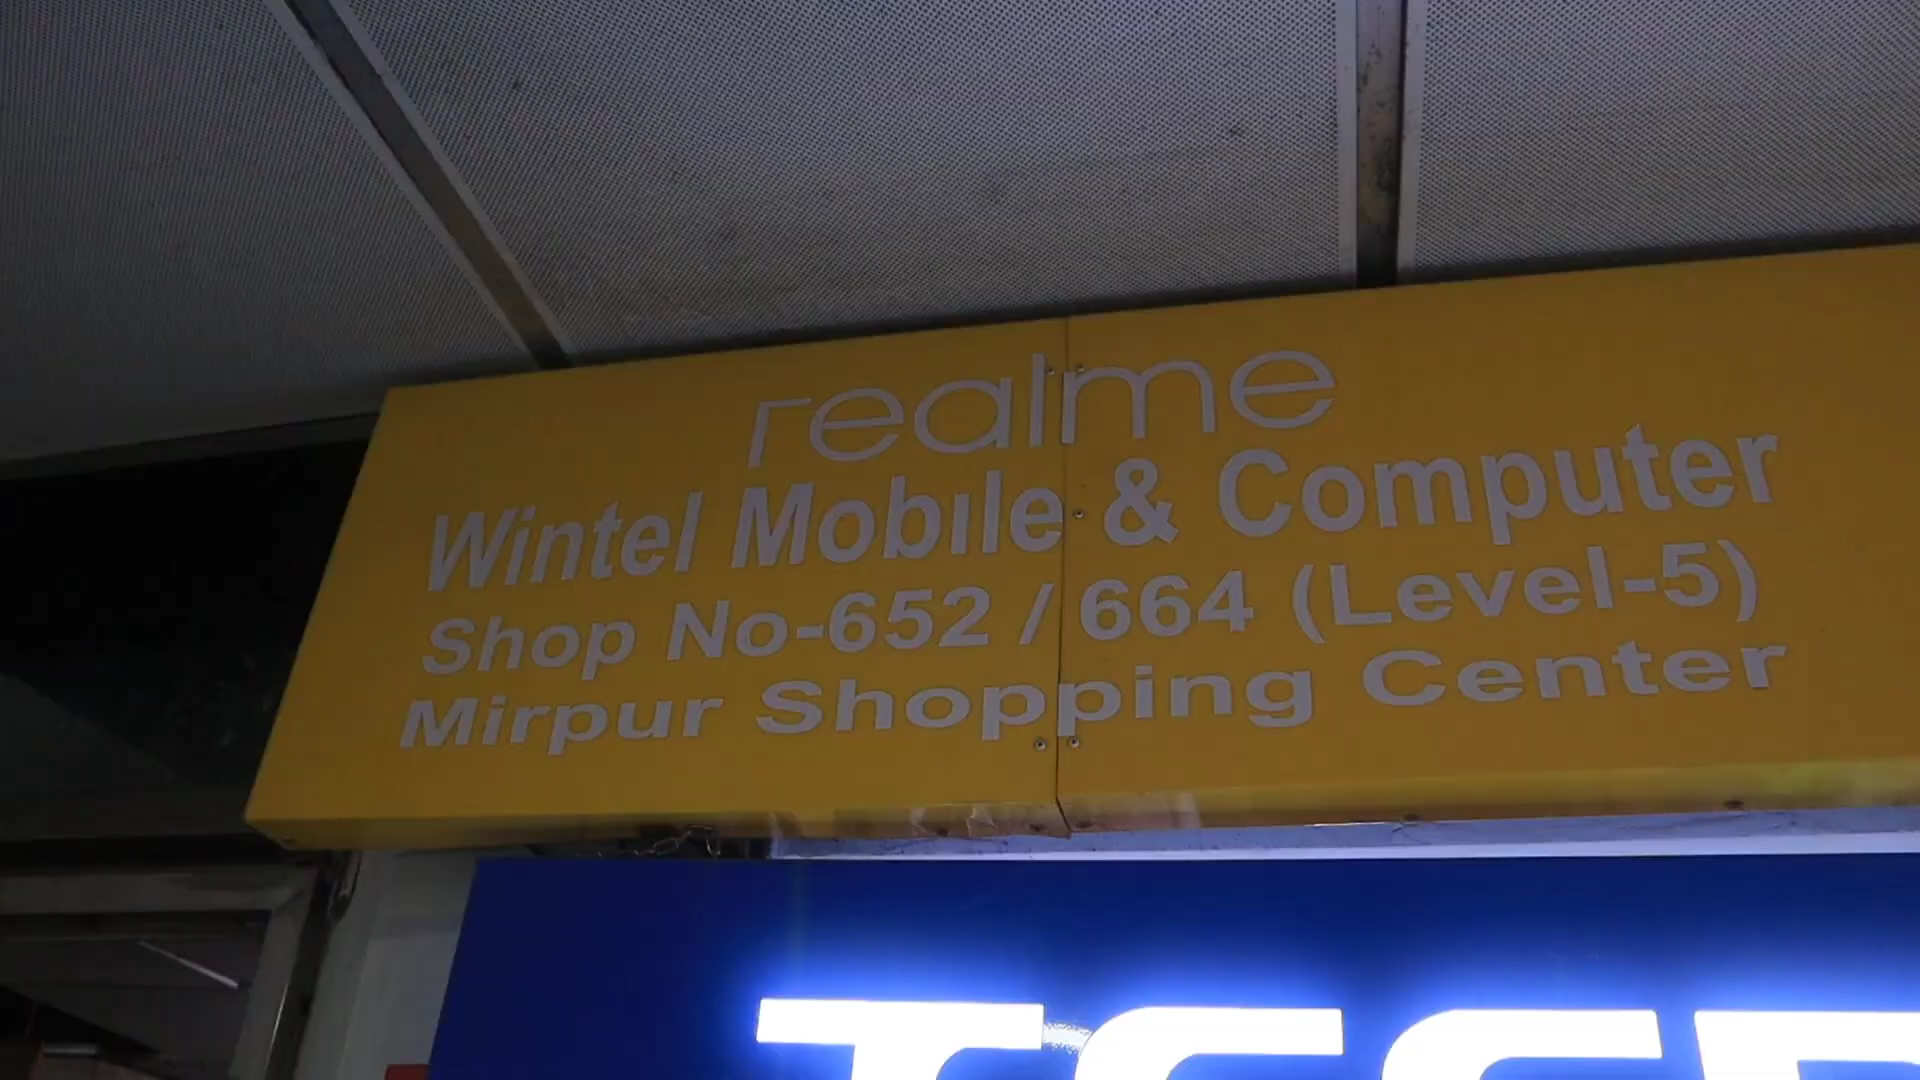 realme
Wintel Mobile & Computer
Shop No-652 / 664 (Level-5)
Mirpur Shopping Center